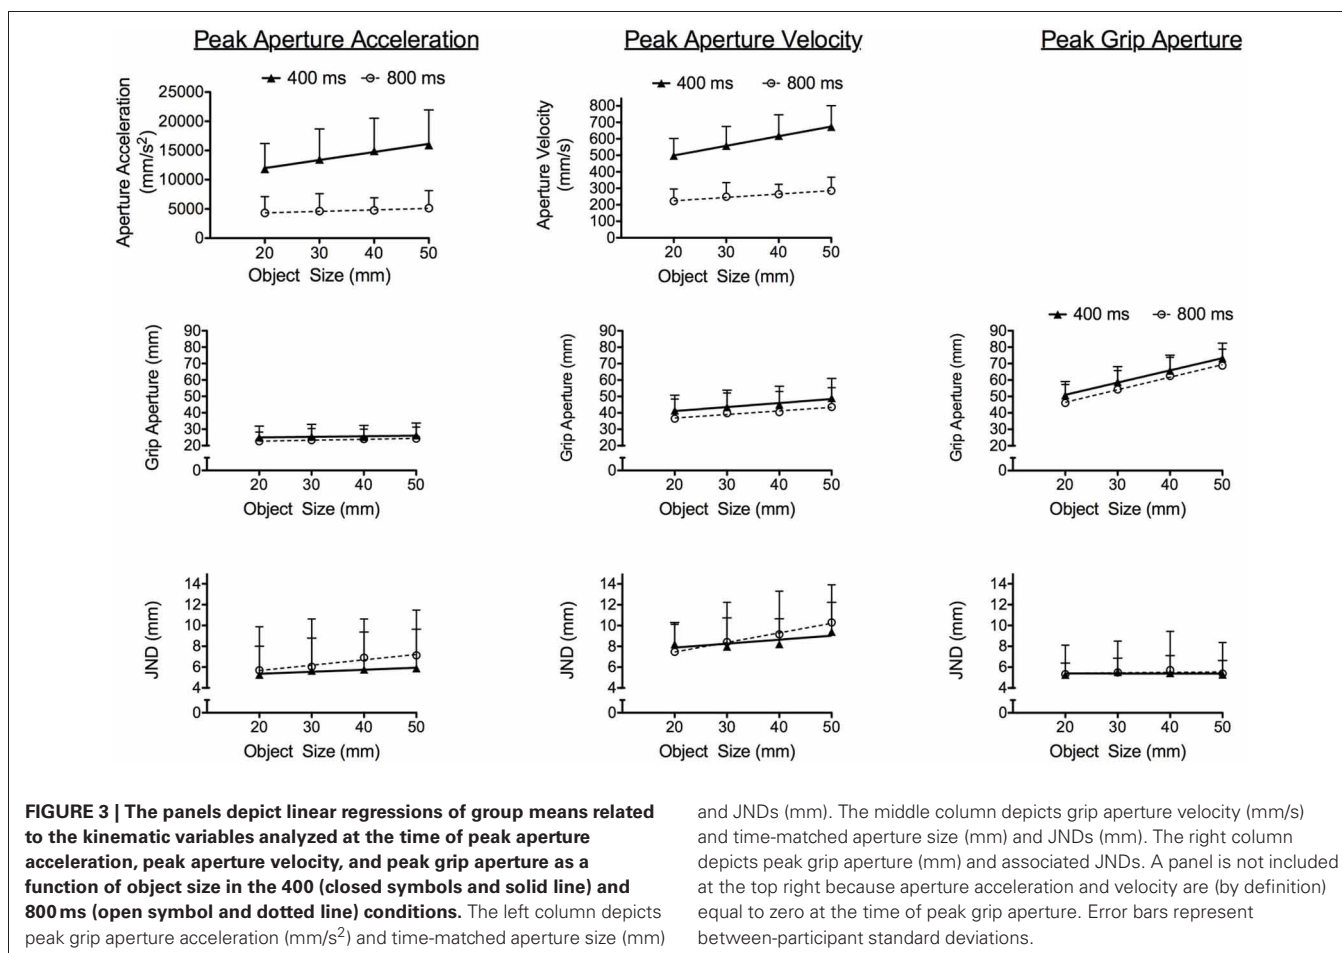 Peak Aperture Acceleration
Peak Aperture Velocity
Peak Grip Aperture
400 ms 800 ms
Aperture Acceleration
(mm/s²)
25000
20000
15000
10000
5000
0
20 30 40 50
Object Size (mm)
400 ms 800 ms
Aperture Velocity
(mm/s)
800
700
600
500
400
300
200
100
0
20 30 40 50
Object Size (mm)
Grip Aperture (mm)
90
80
70
60
50
40
30
20
0
20 30 40 50
Object Size (mm)
Grip Aperture (mm)
90
80
70
60
50
40
30
20
0
20 30 40 50
Object Size (mm)
400 ms 800 ms
Grip Aperture (mm)
90
80
70
60
50
40
30
20
0
20 30 40 50
Object Size (mm)
JND (mm)
14
12
10
8
6
4
0
20 30 40 50
Object Size (mm)
JND (mm)
14
12
10
8
6
4
0
20 30 40 50
Object Size (mm)
JND (mm)
14
12
10
8
6
4
0
20 30 40 50
Object Size (mm)
FIGURE 3 | The panels depict linear regressions of group means related
to the kinematic variables analyzed at the time of peak aperture
acceleration, peak aperture velocity, and peak grip aperture as a
function of object size in the 400 (closed symbols and solid line) and
800 ms (open symbol and dotted line) conditions. The left column depicts
peak grip aperture acceleration (mm/s²) and time-matched aperture size (mm)
and JNDs (mm). The middle column depicts grip aperture velocity (mm/s)
and time-matched aperture size (mm) and JNDs (mm). The right column
depicts peak grip aperture (mm) and associated JNDs. A panel is not included
at the top right because aperture acceleration and velocity are (by definition)
equal to zero at the time of peak grip aperture. Error bars represent
between-participant standard deviations.